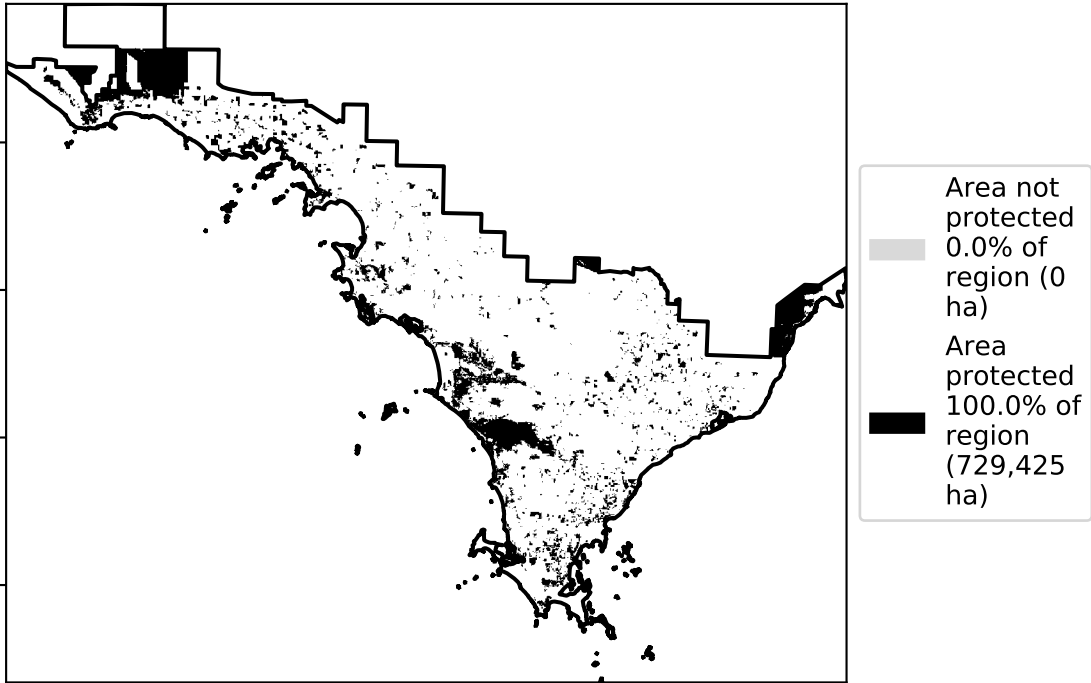 Area not
protected
0.0% of
region (0
ha)
Area
protected
100.0% of
region
(729,425
ha)